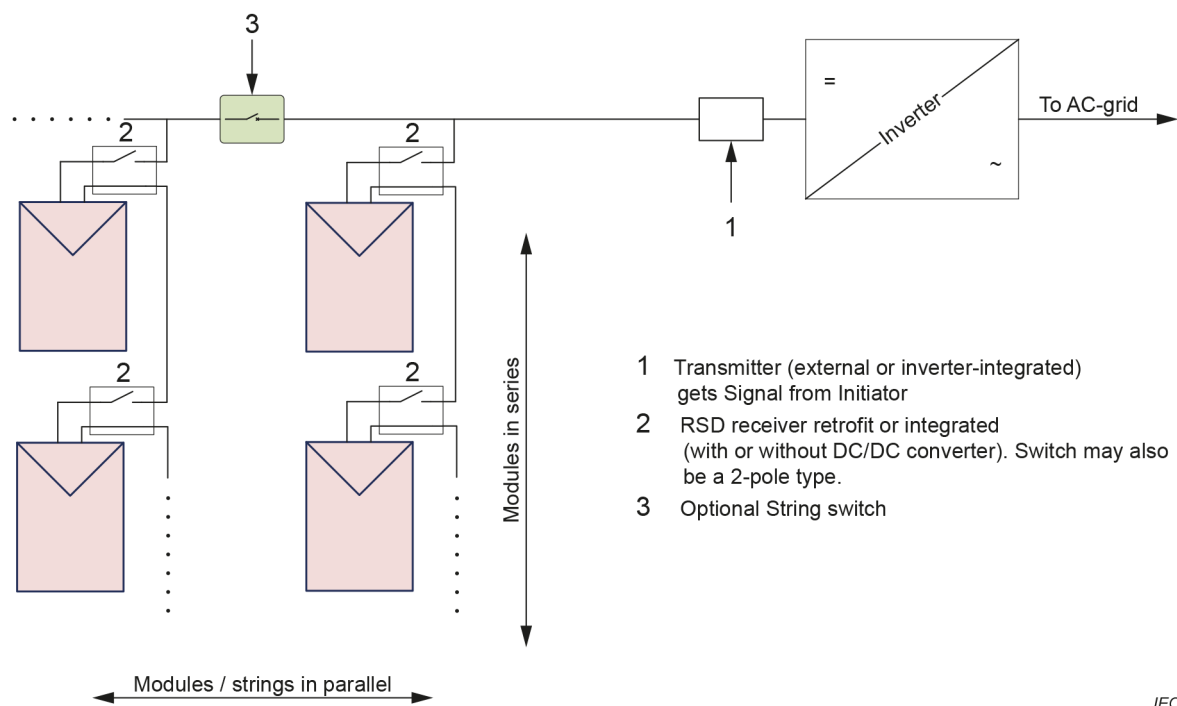 3
2
2
=
Inverter
~
To AC-grid
1
2
2
Modules in series
1 Transmitter (external or inverter-integrated)
gets Signal from Initiator
2 RSD receiver retrofit or integrated
(with or without DC/DC converter). Switch may also
be a 2-pole type.
3 Optional String switch
Modules / strings in parallel
IEC